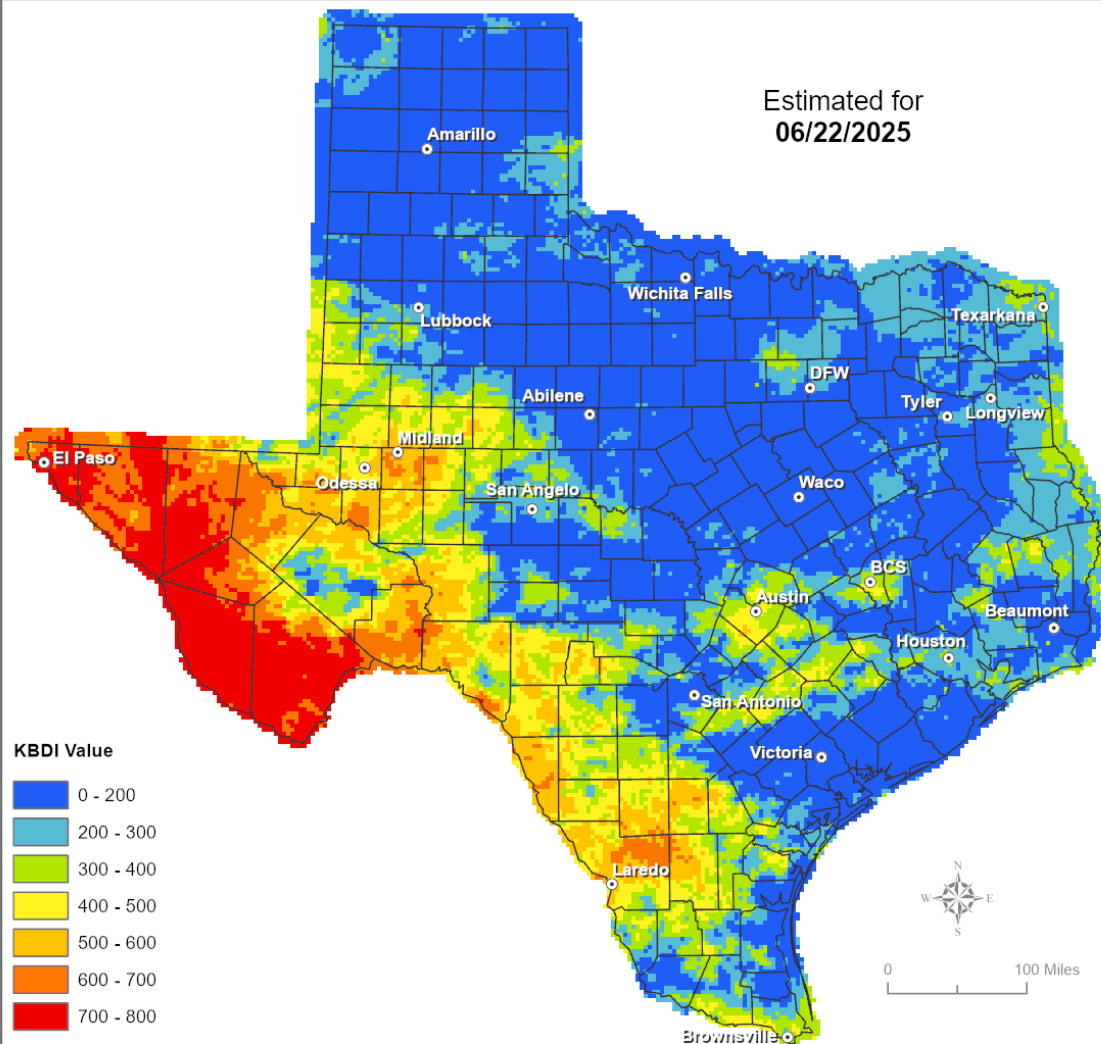 Estimated for
06/22/2025
Amarillo
Wichita Falls
Lubbock
Texarkana
DFW
Abilene
Tyler
Longview
Midland
El Paso
Odessa
San Angelo
Waco
BCS
Austin
Beaumont
Houston
San Antonio
Victoria
Laredo
Brownsville
KBDI Value
0 - 200
200 - 300
300 - 400
400 - 500
500 - 600
600 - 700
700 - 800
N
W E
S
0 100 Miles